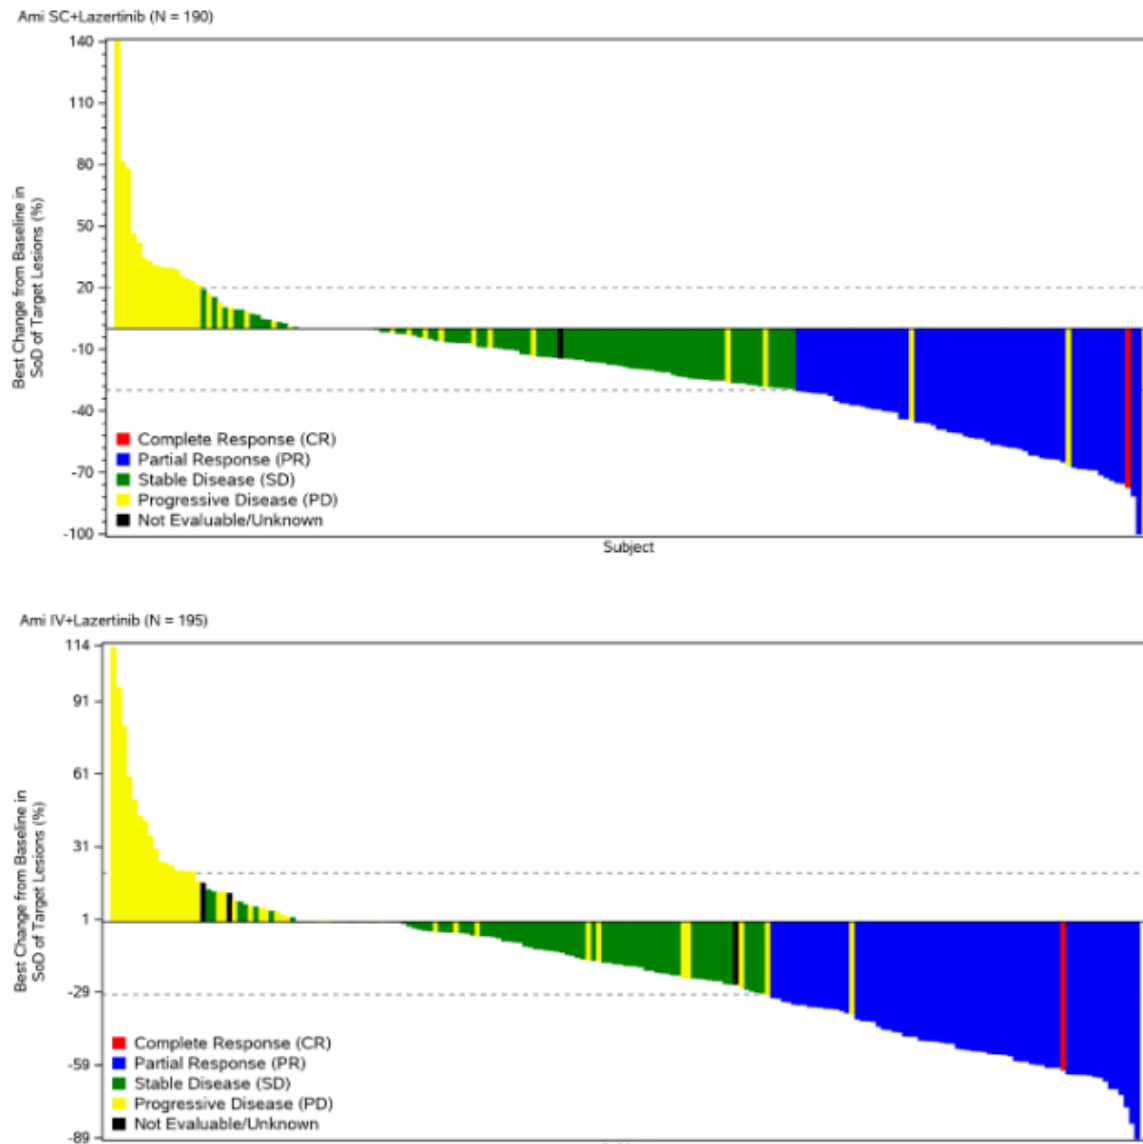 Ami SC+Lazertinib (N = 190)
140
110
80
50
20
-10
-40
-70
-100
Best Change from Baseline in
SoD of Target Lesions (%)
Complete Response (CR)
Partial Response (PR)
Stable Disease (SD)
Progressive Disease (PD)
Not Evaluable/Unknown
Subject
Ami IV+Lazertinib (N = 195)
114
91
61
31
1
-29
-59
-89
Best Change from Baseline in
SoD of Target Lesions (%)
Complete Response (CR)
Partial Response (PR)
Stable Disease (SD)
Progressive Disease (PD)
Not Evaluable/Unknown